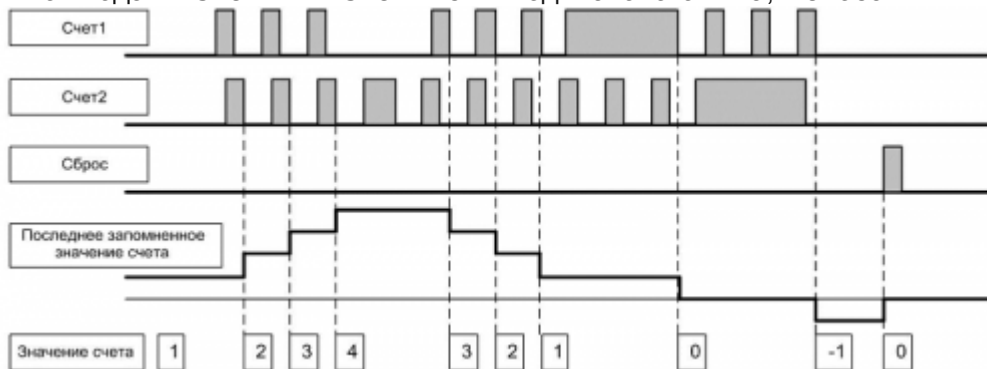 Счет1
Счет2
Сброс
Последнее запомненное
значение счета
Значение счета 1 2 3 4 3 2 1 0 -1 0